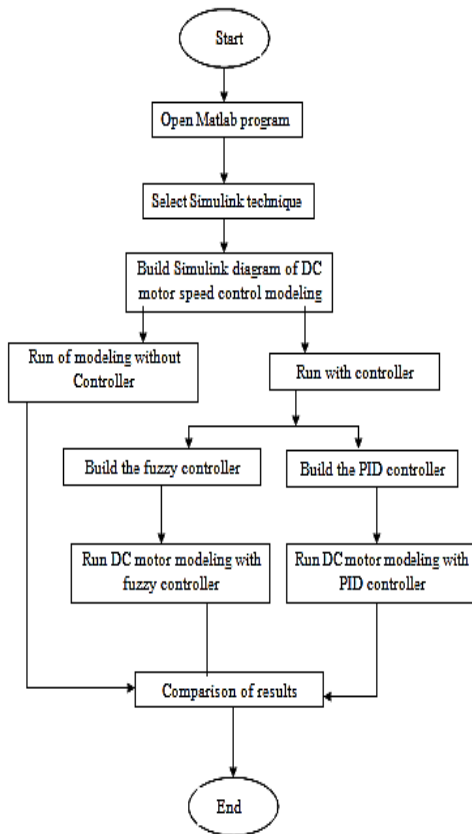 Start
Open Matlab program
Select Simulink technique
Build Simulink diagram of DC
motor speed control modeling
Run of modeling without
Controller
Run with controller
Build the fuzzy controller
Build the PID controller
Run DC motor modeling with
fuzzy controller
Run DC motor modeling with
PID controller
Comparison of results
End